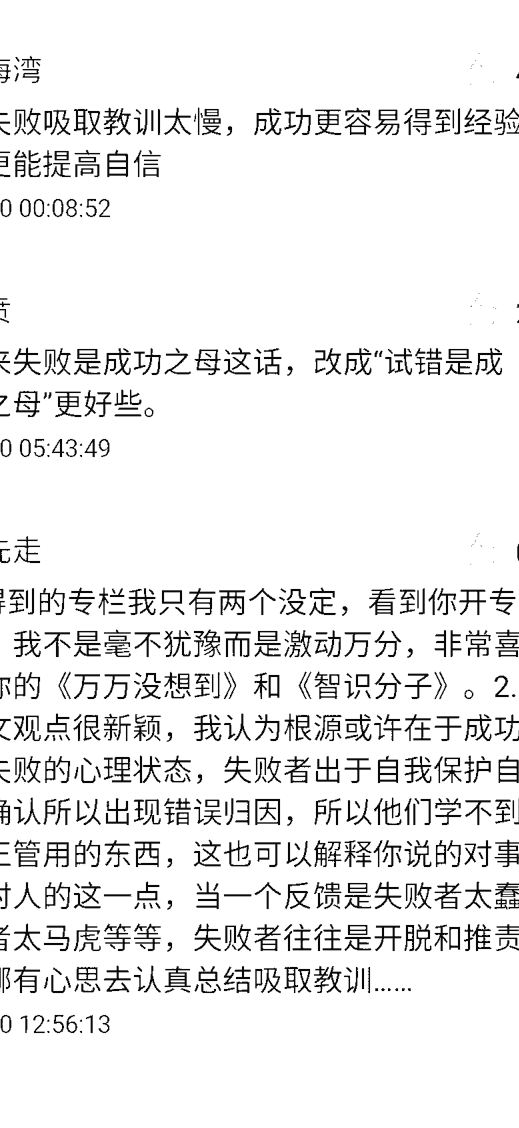 海湾
失败吸取教训太慢，成功更容易得到经验
更能提高自信
0 00:08:52
来失败是成功之母这话，改成“试错是成
之母”更好些。
0 05:43:49
先走
得到的专栏我只有两个没定，看到你开专
，我不是毫不犹豫而是激动万分，非常喜
你的《万万没想到》和《智识分子》。2.
文观点很新颖，我认为根源或许在于成功
失败的心理状态，失败者出于自我保护自
确认所以出现错误归因，所以他们学不到
正管用的东西，这也可以解释你说的对事
对人的这一点，当一个反馈是失败者太蠢
者太马虎等等，失败者往往是开脱和推责
哪有心思去认真总结吸取教训……
0 12:56:13